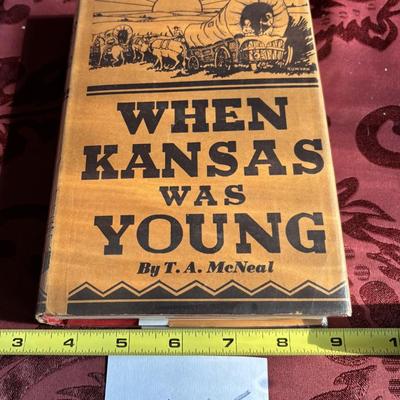 WHEN
KANSAS
WAS
YOUNG
By T. A. McNeal
3 4 5 6 7 8 9 1